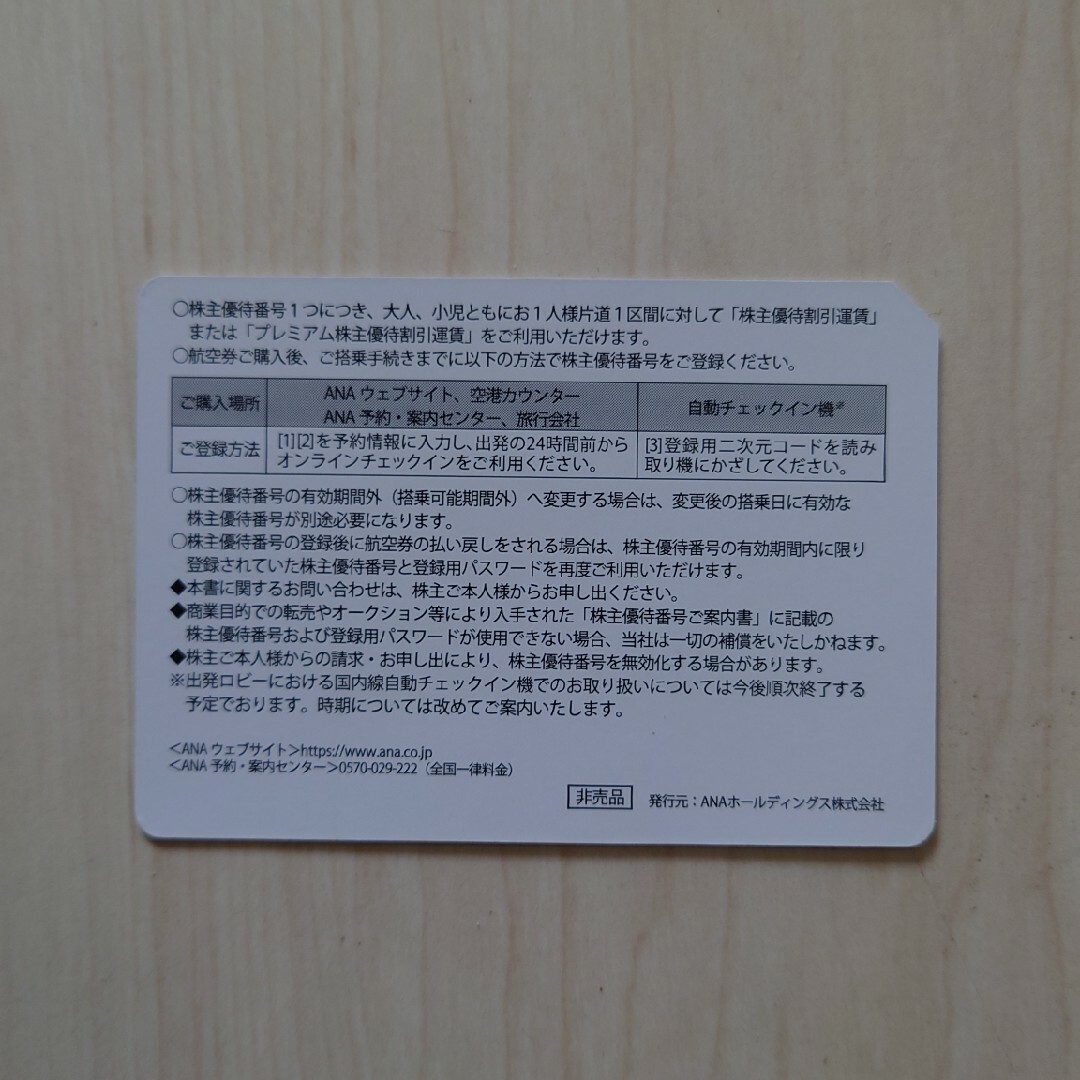 ○株主優待番号1つにつき、大人、小児ともにお1人様片道1区間に対して「株主優待割引運賃」
または「プレミアム株主優待割引運賃」をご利用いただけます。
○航空券ご購入後、ご搭乗手続きまでに以下の方法で株主優待番号をご登録ください。
ご購入場所
ANA ウェブサイト、空港カウンター
ANA 予約・案内センター、旅行会社
自動チェックイン機※
ご登録方法
[1][2]を予約情報に入力し、出発の24時間前から
オンラインチェックインをご利用ください。
[3]登録用二次元コードを読み
取り機にかざしてください。
○株主優待番号の有効期間外（搭乗可能期間外）へ変更する場合は、変更後の搭乗日に有効な
株主優待番号が別途必要になります。
○株主優待番号の登録後に航空券の払い戻しをされる場合は、株主優待番号の有効期間内に限り
登録されていた株主優待番号と登録用パスワードを再度ご利用いただけます。
◆本書に関するお問い合わせは、株主ご本人様からお申し出ください。
◆商業目的での転売やオークション等により入手された「株主優待番号ご案内書」に記載の
株主優待番号および登録用パスワードが使用できない場合、当社は一切の補償をいたしかねます。
◆株主ご本人様からの請求・お申し出により、株主優待番号を無効化する場合があります。
※出発ロビーにおける国内線自動チェックイン機でのお取り扱いについては今後順次終了する
予定でおります。時期については改めてご案内いたします。
＜ANA ウェブサイト＞https://www.ana.co.jp
＜ANA 予約・案内センター＞0570-029-222（全国一律料金）
非売品 発行元：ANAホールディングス株式会社